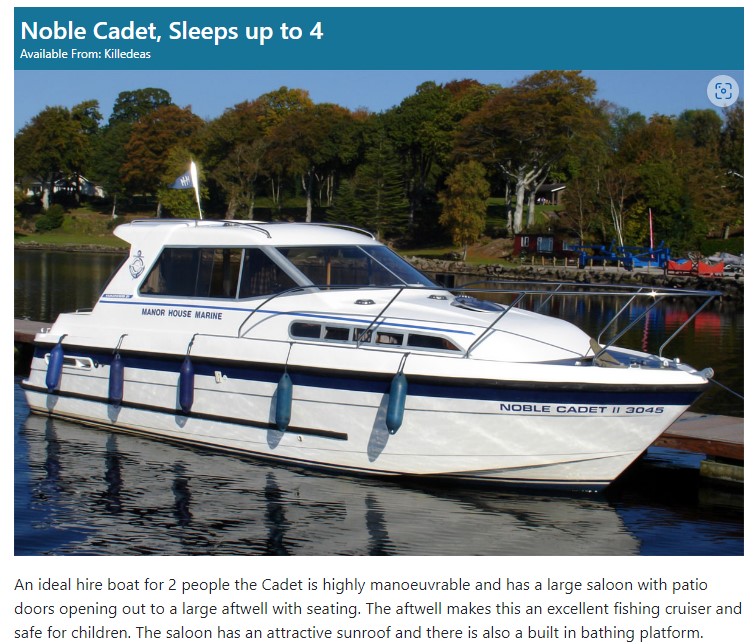 Noble Cadet, Sleeps up to 4
Available From: Killedeas
MANOR HOUSE MARINE
NOBLE CADET II 3045
An ideal hire boat for 2 people the Cadet is highly manoeuvrable and has a large saloon with patio
doors opening out to a large aftwell with seating. The aftwell makes this an excellent fishing cruiser and
safe for children. The saloon has an attractive sunroof and there is also a built in bathing platform.